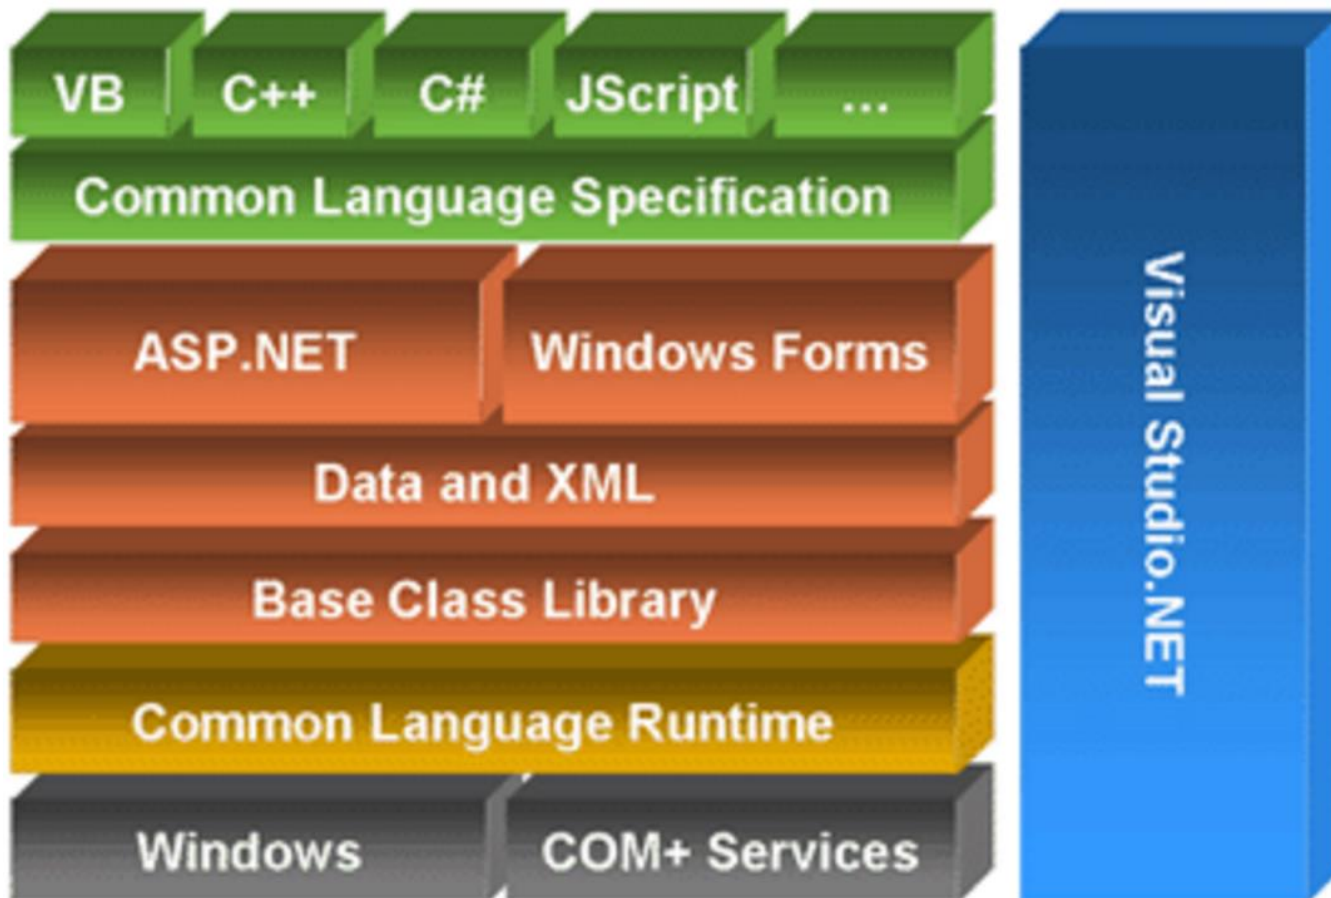 VB C++ C# JScript ...
Common Language Specification
ASP.NET Windows Forms
Data and XML
Base Class Library
Common Language Runtime
Windows COM+ Services
Visual Studio.NET